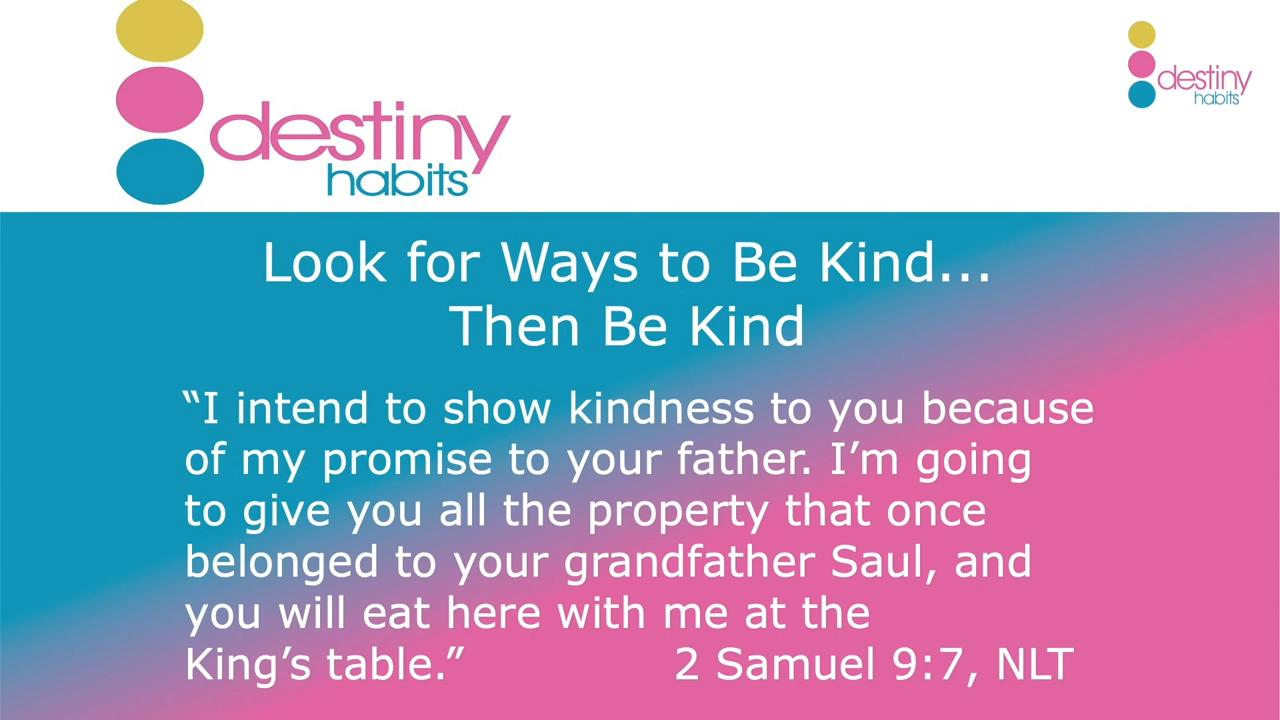 destiny
habits
destiny
habits
Look for Ways to Be Kind...
Then Be Kind
“I intend to show kindness to you because
of my promise to your father. I’m going
to give you all the property that once
belonged to your grandfather Saul, and
you will eat here with me at the
King’s table.” 2 Samuel 9:7, NLT